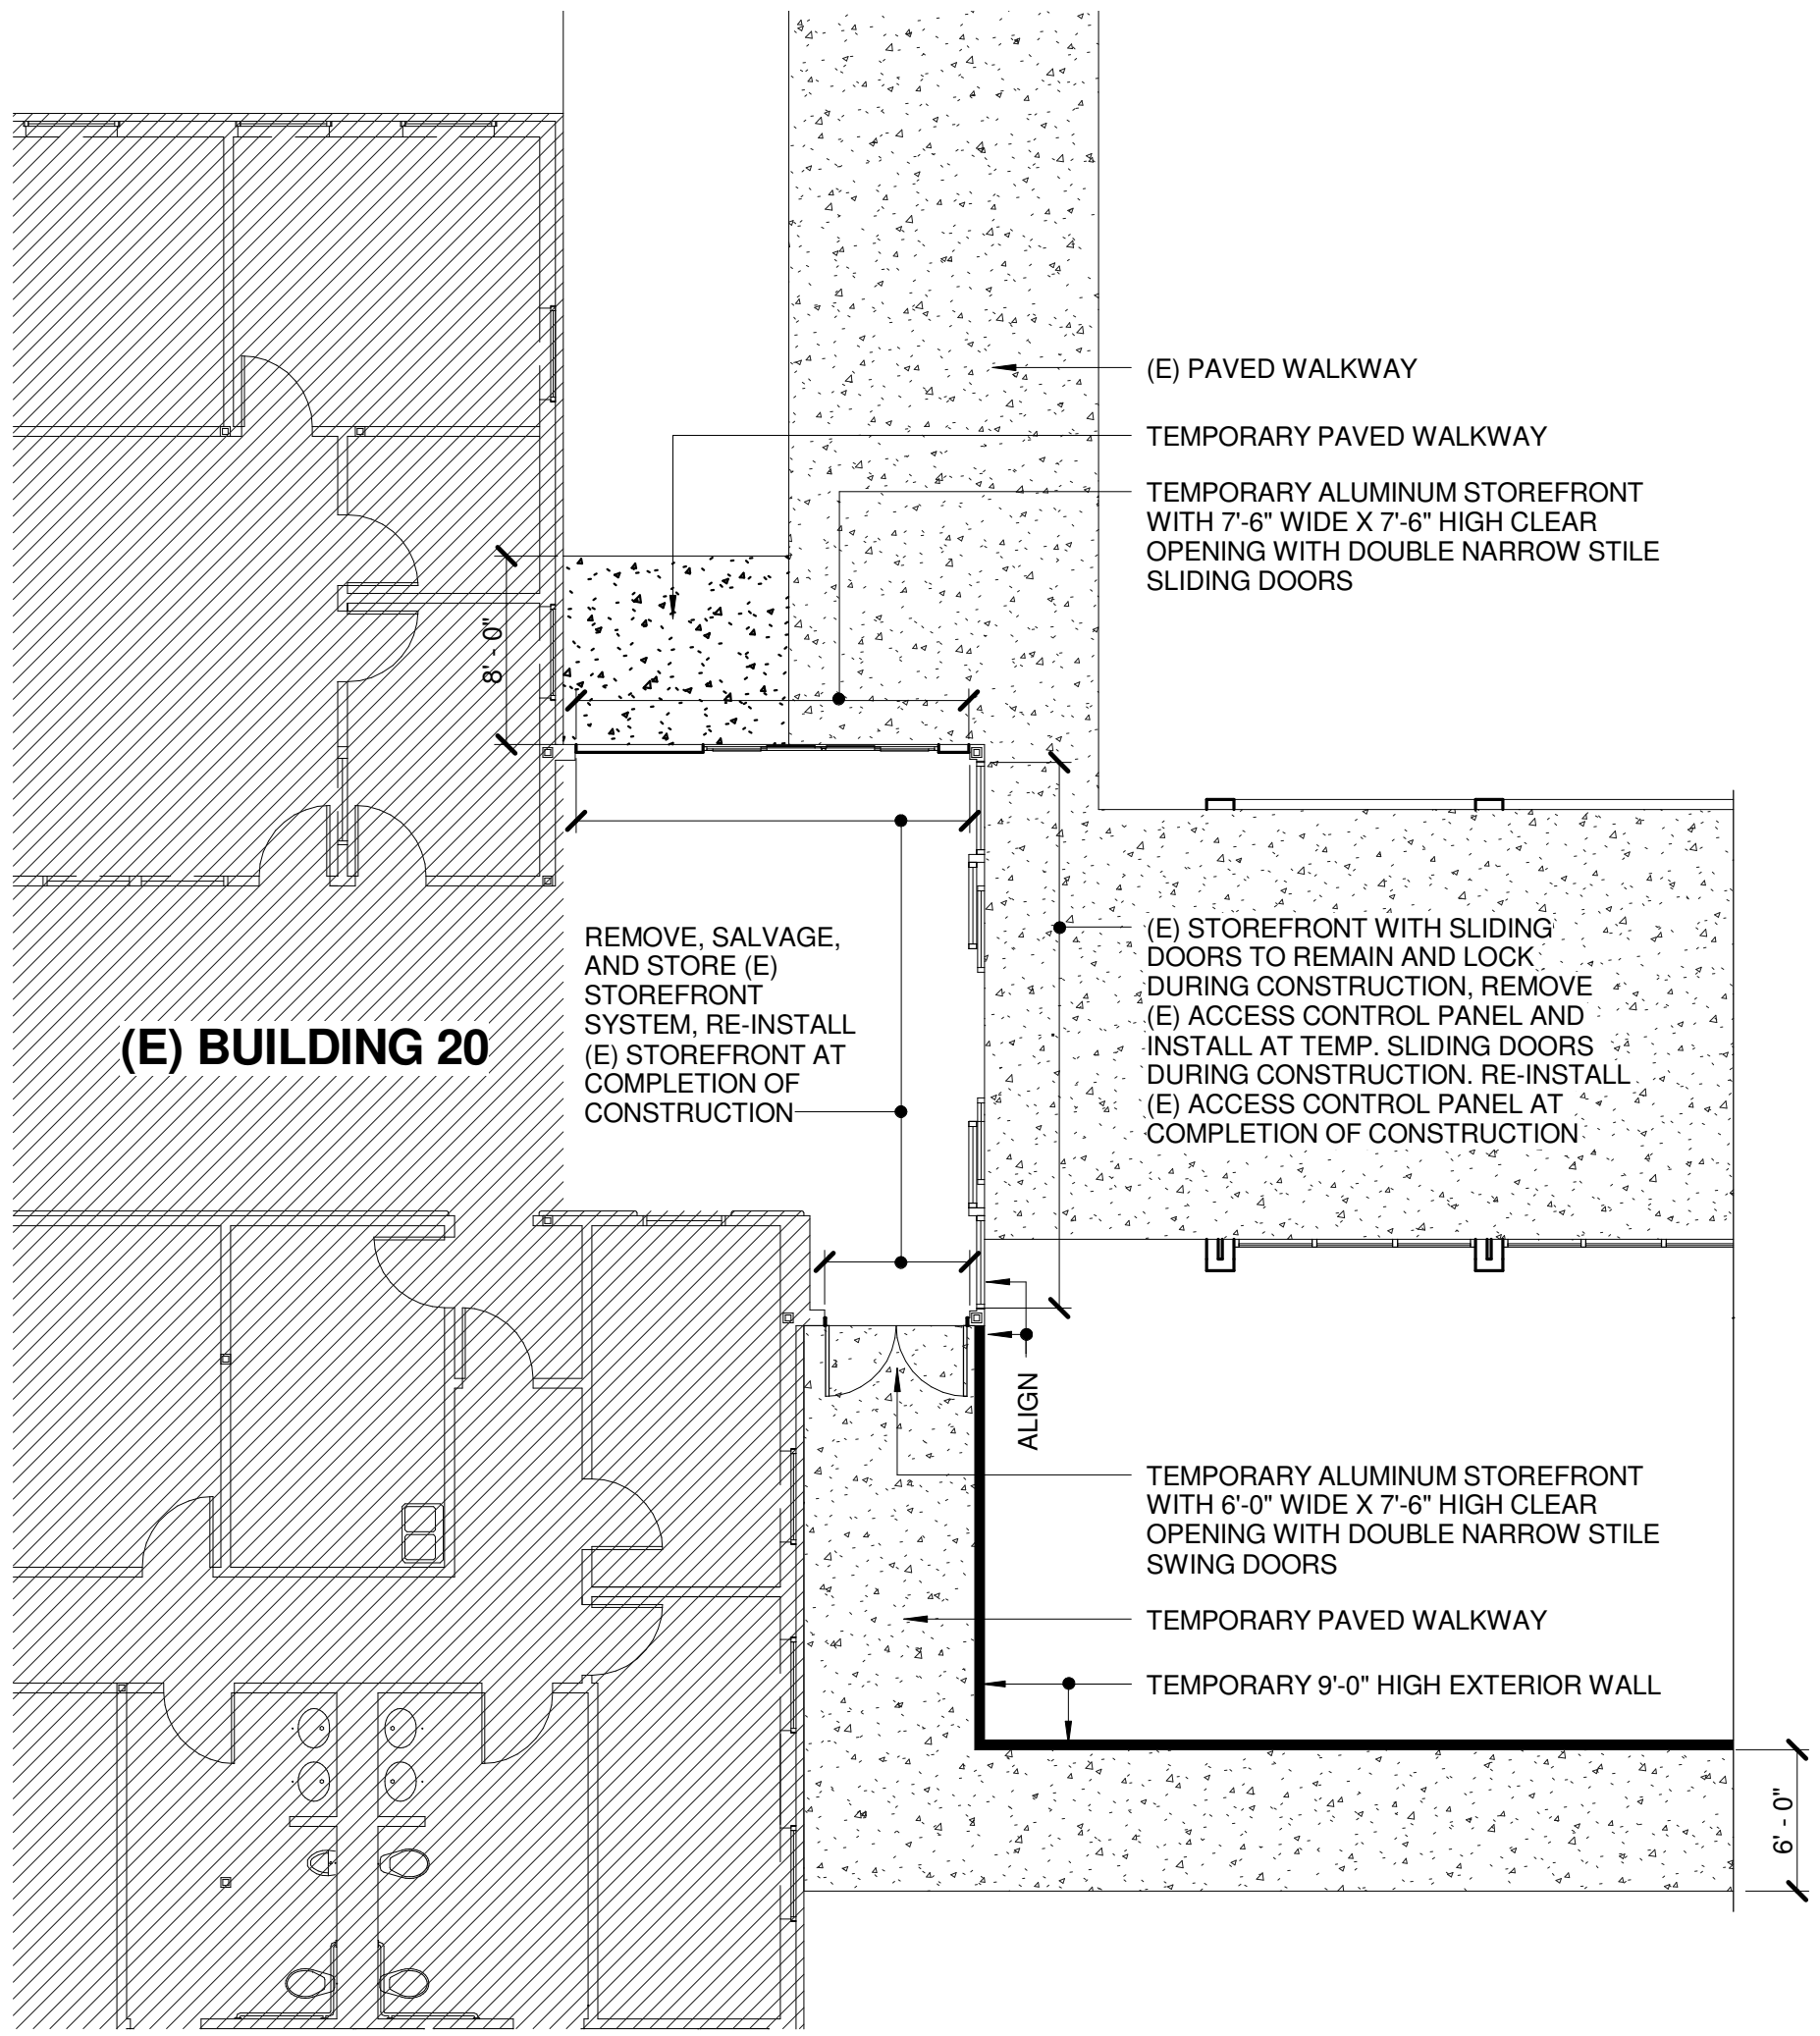 (E) PAVED WALKWAY
TEMPORARY PAVED WALKWAY
TEMPORARY ALUMINUM STOREFRONT
WITH 7'-6" WIDE X 7'-6" HIGH CLEAR
OPENING WITH DOUBLE NARROW STILE
SLIDING DOORS
8' - 0"
REMOVE, SALVAGE,
AND STORE (E)
STOREFRONT
SYSTEM, RE-INSTALL
(E) STOREFRONT AT
COMPLETION OF
CONSTRUCTION
(E) STOREFRONT WITH SLIDING
DOORS TO REMAIN AND LOCK
DURING CONSTRUCTION, REMOVE
(E) ACCESS CONTROL PANEL AND
INSTALL AT TEMP. SLIDING DOORS
DURING CONSTRUCTION. RE-INSTALL
(E) ACCESS CONTROL PANEL AT
COMPLETION OF CONSTRUCTION
(E) BUILDING 20
ALIGN
TEMPORARY ALUMINUM STOREFRONT
WITH 6'-0" WIDE X 7'-6" HIGH CLEAR
OPENING WITH DOUBLE NARROW STILE
SWING DOORS
TEMPORARY PAVED WALKWAY
TEMPORARY 9'-0" HIGH EXTERIOR WALL
6' - 0"